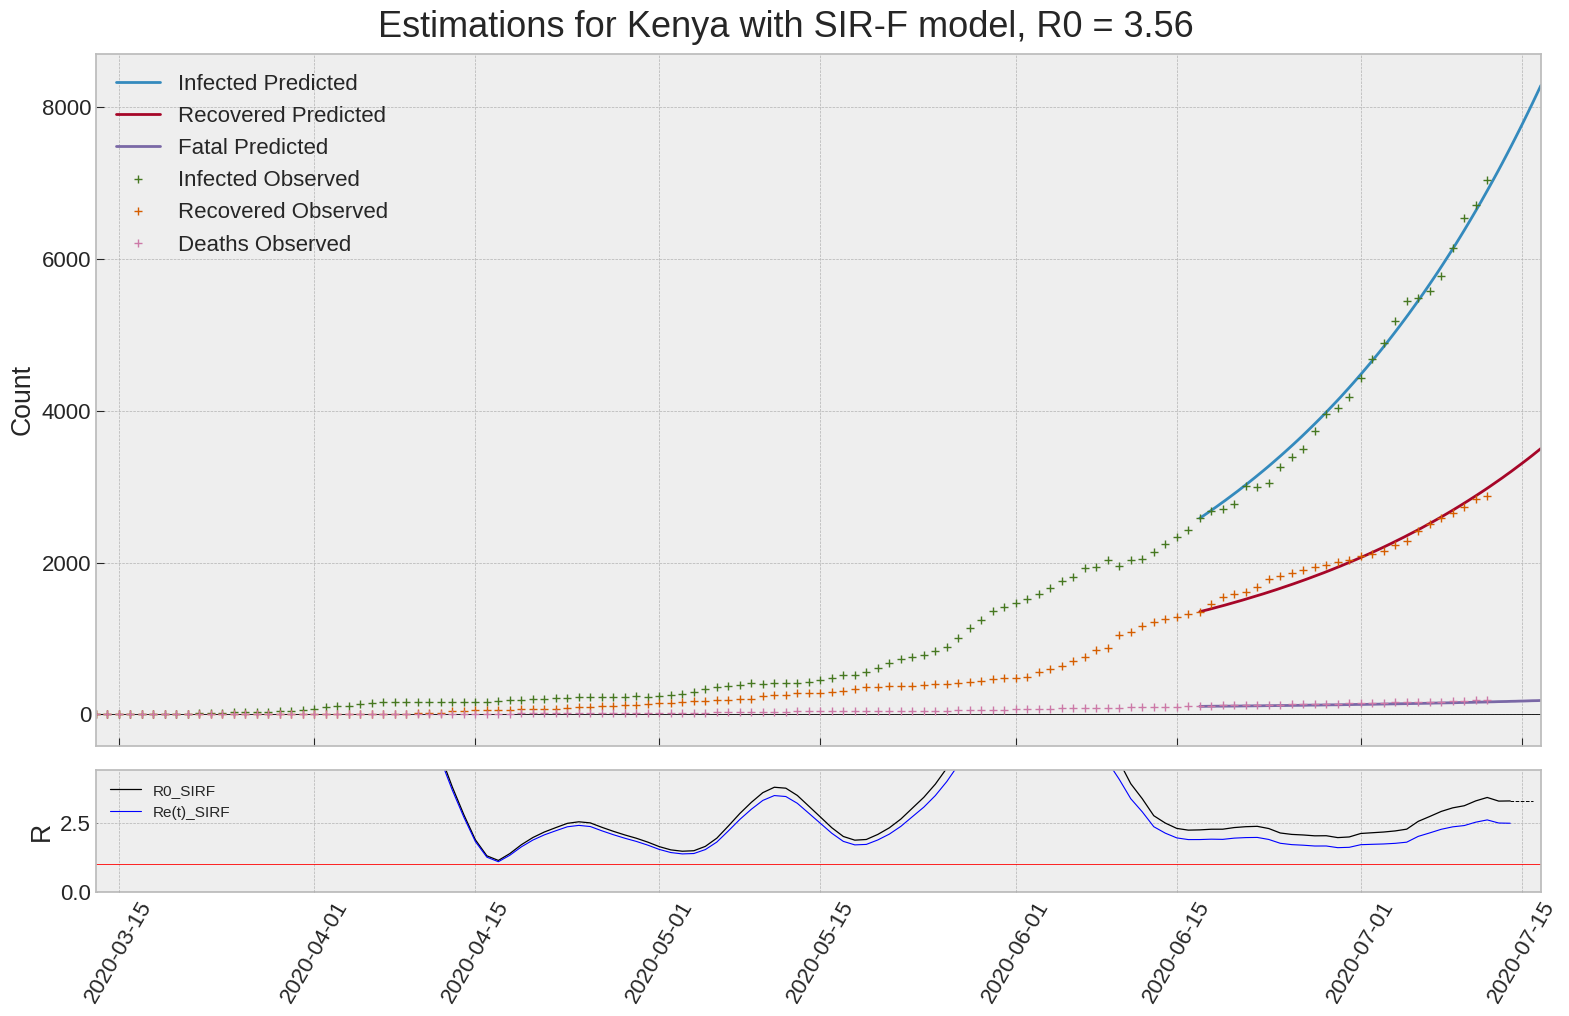 Estimations for Kenya with SIR-F model, R0 = 3.56
Infected Predicted
Recovered Predicted
Fatal Predicted
Infected Observed
Recovered Observed
Deaths Observed
8000
6000
4000
2000
0
Count
R0_SIRF
Re(t)_SIRF
2.5
0.0
R
2020-03-15
2020-04-01
2020-04-15
2020-05-01
2020-05-15
2020-06-01
2020-06-15
2020-07-01
2020-07-15